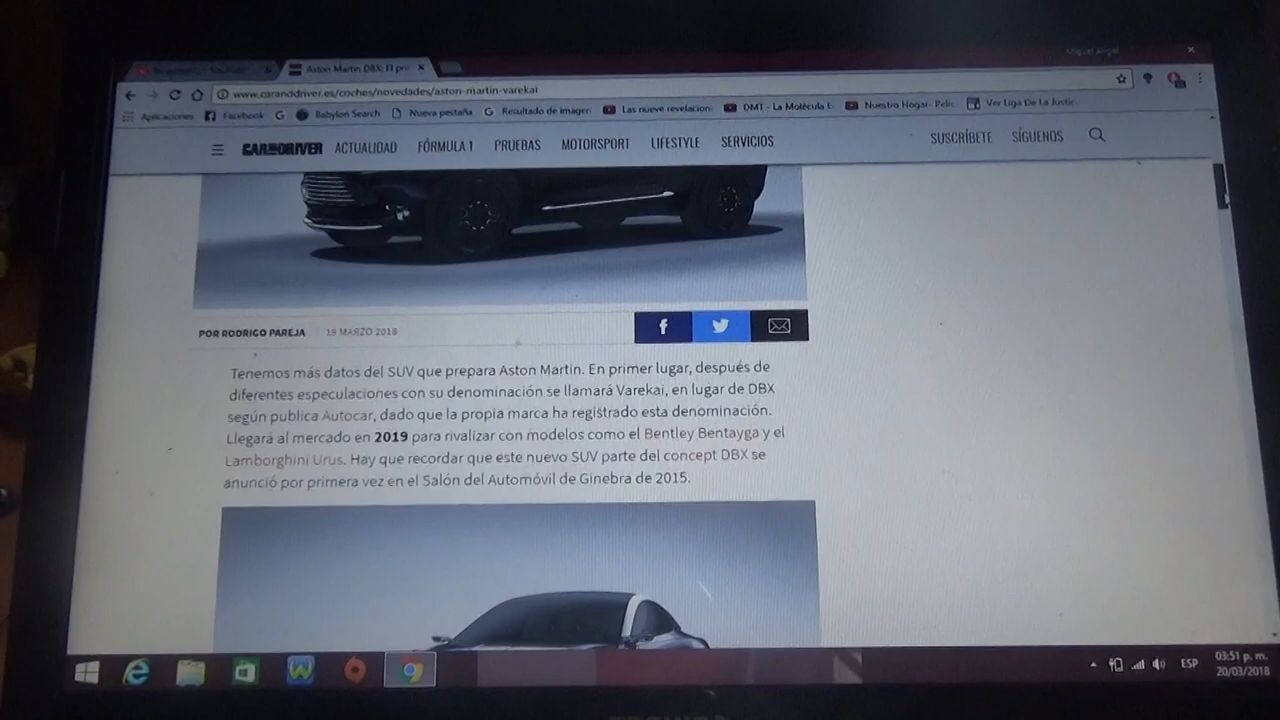 Miguel Angel
Aston Martin DBX: El pr
www.caranddriver.es/coches/novedades/aston-martin-varekai
Aplicaciones Facebook Babylon Search Nueva pestaña Resultado de imagen Las nueve revelacion DMT - La Molécula Nuestro Hogar- Pelic Ver Liga De La Justic
CAR AND DRIVER ACTUALIDAD FÓRMULA 1 PRUEBAS MOTORSPORT LIFESTYLE SERVICIOS SUSCRÍBETE SÍGUENOS
POR RODRIGO PAREJA 19 MARZO 2018
Tenemos más datos del SUV que prepara Aston Martin. En primer lugar, después de
diferentes especulaciones con su denominación se llamará Varekai, en lugar de DBX
según publica Autocar, dado que la propia marca ha registrado esta denominación.
Llegará al mercado en 2019 para rivalizar con modelos como el Bentley Bentayga y el
Lamborghini Urus. Hay que recordar que este nuevo SUV parte del concept DBX se
anunció por primera vez en el Salón del Automóvil de Ginebra de 2015.
ESP
03:51 p. m.
20/03/2018